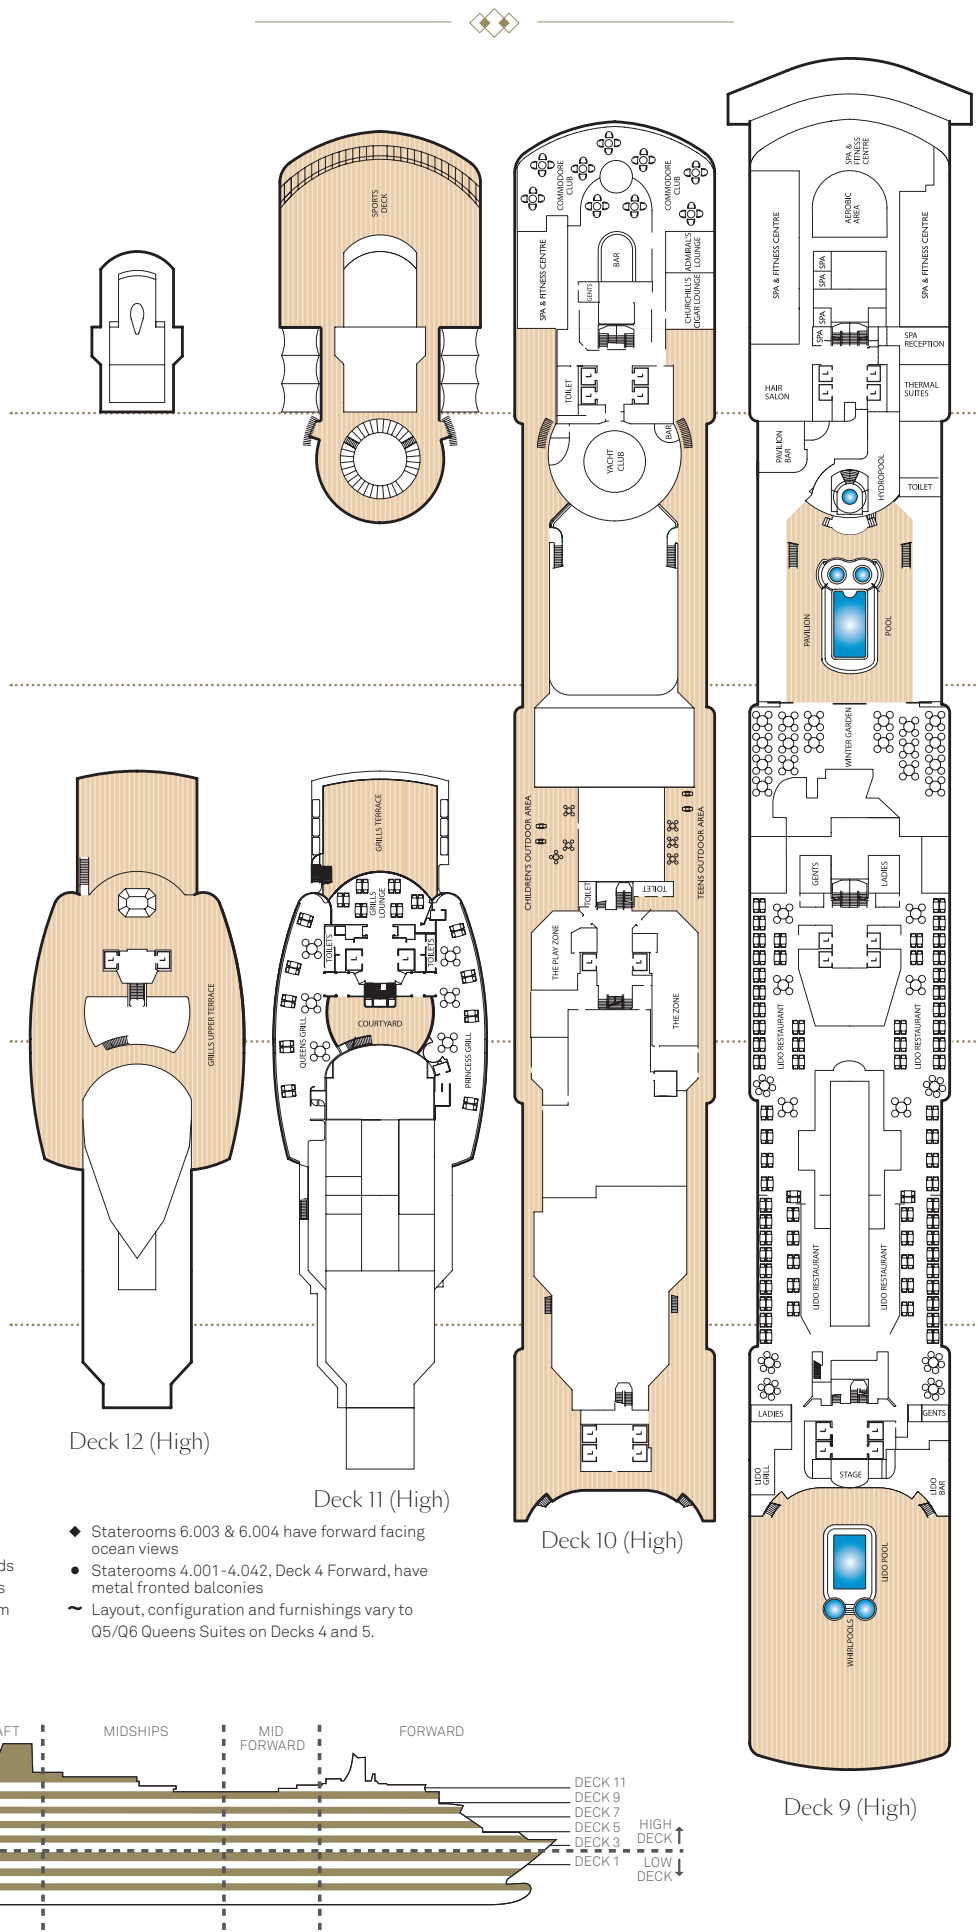 SPORTS
DECK
COMMODORE
CLUB
COMMODORE
CLUB
SPA & FITNESS CENTRE
BAR
GENTS
ADMIRAL'S
LOUNGE
CHURCHILL'S
CIGAR LOUNGE
TOILET
L
L
L
L
BAR
YACHT
CLUB
CHILDREN'S OUTDOOR AREA
TEENS OUTDOOR AREA
TOILET
TOILET
THE PLAY ZONE
THE ZONE
L
L
L
L
L
L
Deck 10 (High)
SPA &
FITNESS
CENTRE
AEROBIC
AREA
SPA & FITNESS CENTRE
SPA & FITNESS CENTRE
SPA
SPA
SPA
SPA
SPA
RECEPTION
HAIR
SALON
THERMAL
SUITES
L
L
L
L
PAVILION
BAR
HYDROPOOL
TOILET
PAVILION
POOL
WINTER GARDEN
GENTS
LADIES
L
L
L
L
LIDO RESTAURANT
LIDO RESTAURANT
LIDO RESTAURANT
LIDO RESTAURANT
LADIES
GENTS
L
L
L
L
LIDO
GRILL
STAGE
LIDO
BAR
LIDO POOL
WHIRLPOOLS
Deck 9 (High)
L
L
GRILLS UPPER TERRACE
Deck 12 (High)
GRILLS TERRACE
GRILLS
LOUNGE
TOILETS
TOILETS
L
L
COURTYARD
QUEENS GRILL
PRINCESS GRILL
Deck 11 (High)
◆ Staterooms 6.003 & 6.004 have forward facing
ocean views
● Staterooms 4.001-4.042, Deck 4 Forward, have
metal fronted balconies
~ Layout, configuration and furnishings vary to
Q5/Q6 Queens Suites on Decks 4 and 5.
ds
s
m
AFT
MIDSHIPS
MID
FORWARD
FORWARD
DECK 11
DECK 9
DECK 7
DECK 5
DECK 3
DECK 1
HIGH
DECK
LOW
DECK